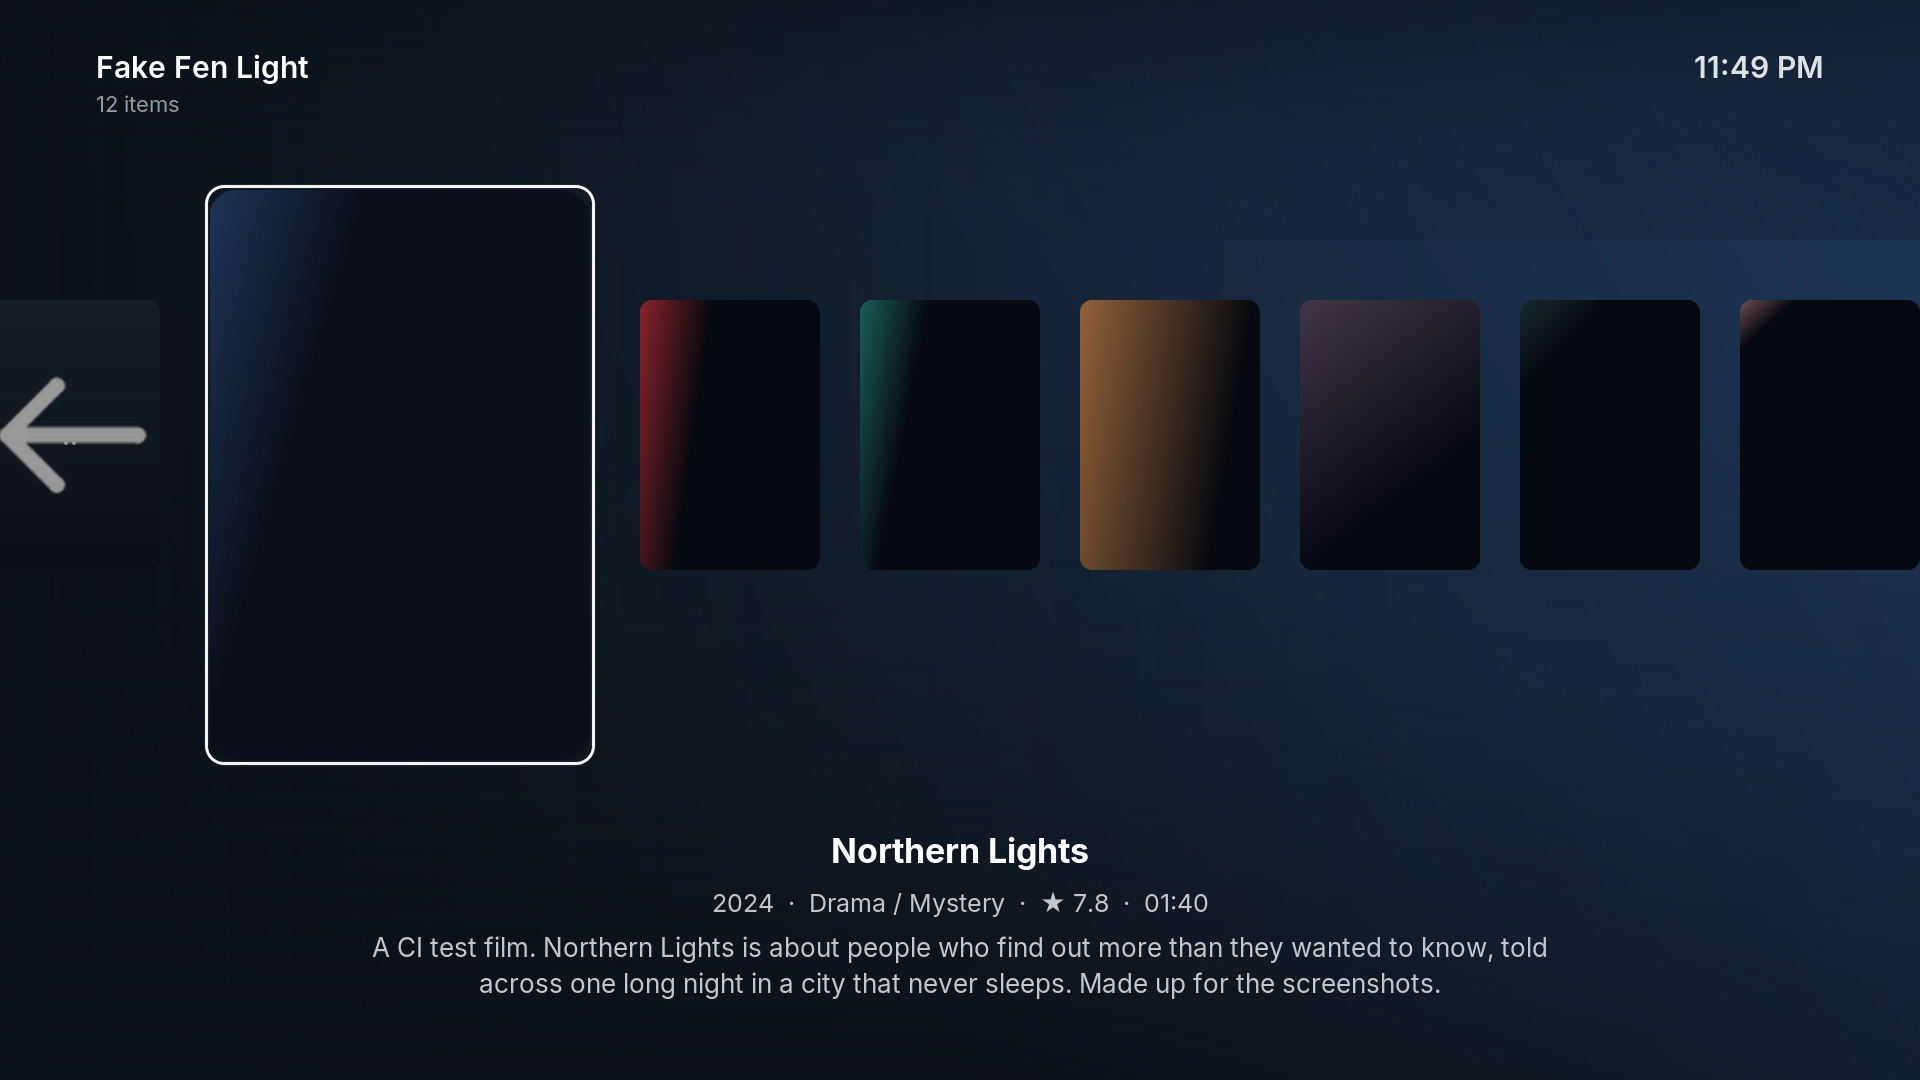 Fake Fen Light
12 items
11:49 PM
..
Northern Lights
2024 · Drama / Mystery · ★ 7.8 · 01:40
A CI test film. Northern Lights is about people who find out more than they wanted to know, told
across one long night in a city that never sleeps. Made up for the screenshots.